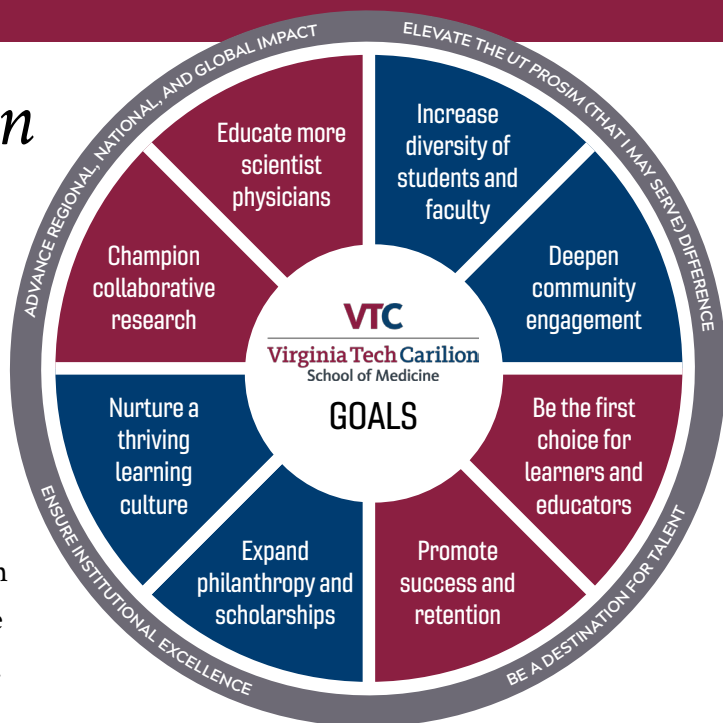 n
ADVANCE REGIONAL, NATIONAL, AND GLOBAL IMPACT
ELEVATE THE UT PROSIM (THAT I MAY SERVE) DIFFERENCE
Educate more
scientist
physicians
Increase
diversity of
students and
faculty
Champion
collaborative
research
Deepen
community
engagement
VTC
Virginia Tech Carilion
School of Medicine
GOALS
Nurture a
thriving
learning
culture
Be the first
choice for
learners and
educators
Expand
philanthropy and
scholarships
Promote
success and
retention
ENSURE INSTITUTIONAL EXCELLENCE
BE A DESTINATION FOR TALENT
n
e